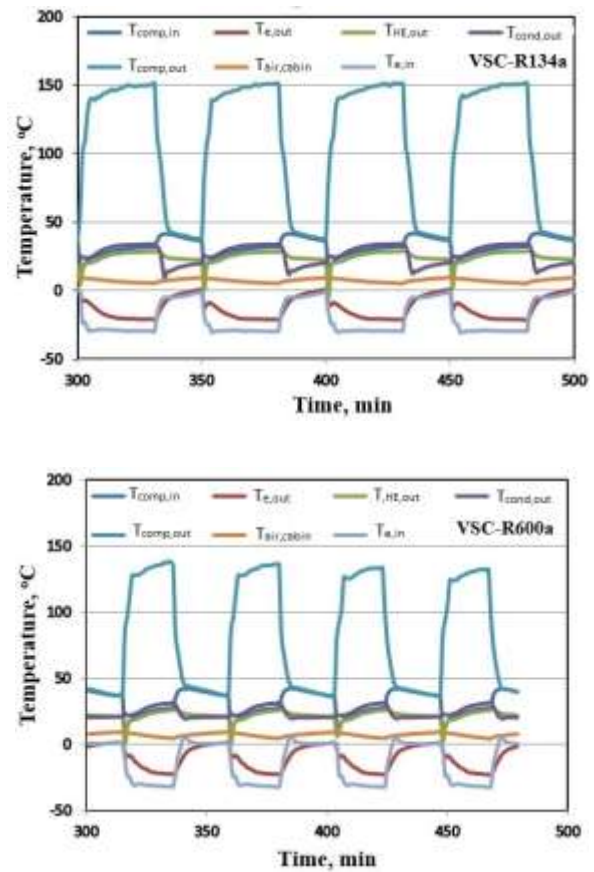 200
T_comp,in T_e,out T_HE,out T_cond,out
T_comp,out T_air,cabin T_e,in VSC-R134a
150
100
50
0
-50
Temperature, °C
300 350 400 450 500
Time, min
200
T_comp,in T_e,out T,HE,out T_cond,out
T_comp,out T_air,cabin T_e,in VSC-R600a
150
100
50
0
-50
Temperature, °C
300 350 400 450 500
Time, min